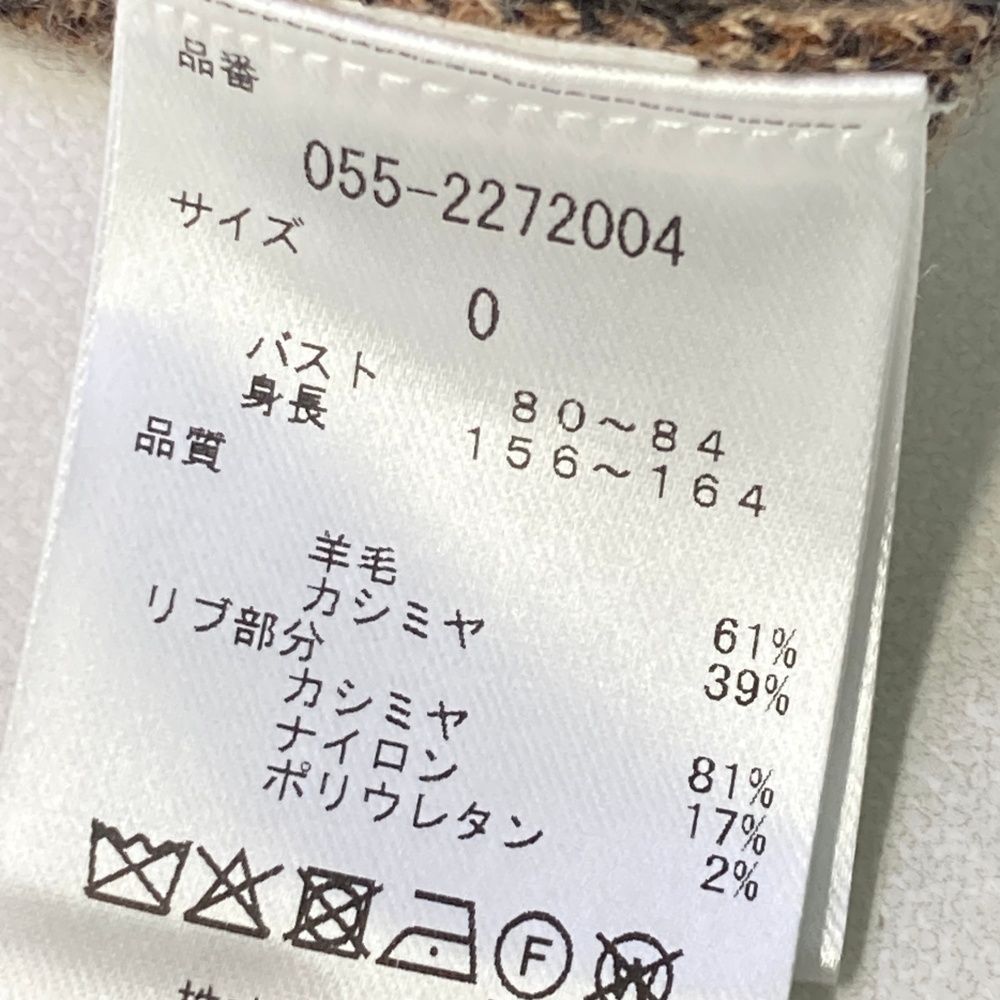 品番
055-2272004
サイズ
0
バスト 80～84
身長 156～164
品質
羊毛 61%
カシミヤ 39%
リブ部分
カシミヤ 81%
ナイロン 17%
ポリウレタン 2%
F
W